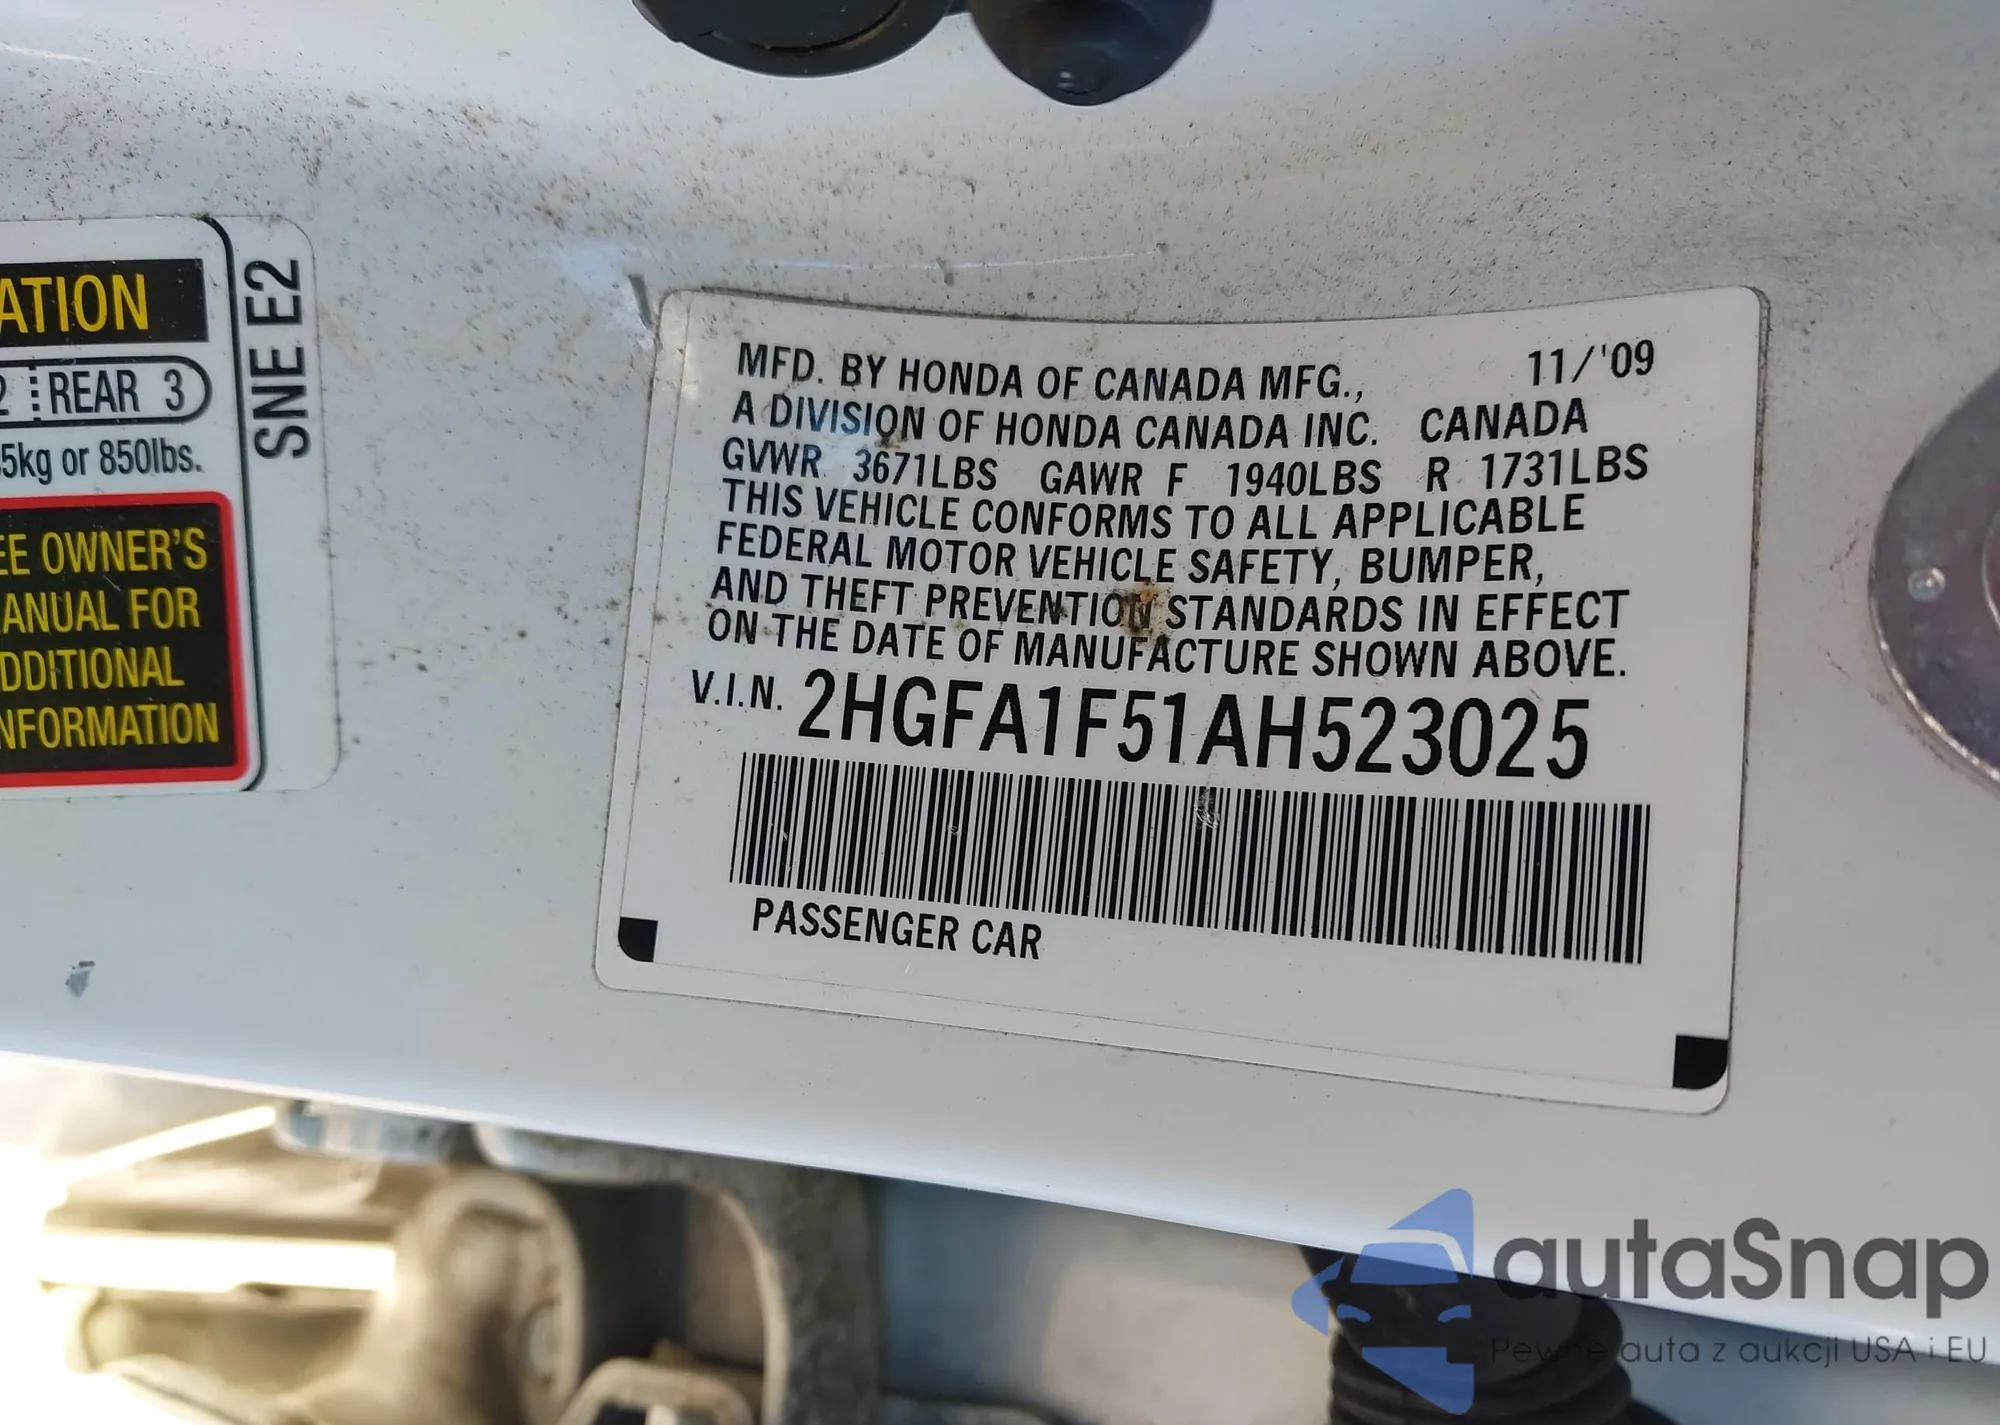 ATION
2 REAR 3
5kg or 850lbs.
EE OWNER'S
ANUAL FOR
DDITIONAL
NFORMATION
SNE E2
MFD. BY HONDA OF CANADA MFG., 11/'09
A DIVISION OF HONDA CANADA INC. CANADA
GVWR 3671LBS GAWR F 1940LBS R 1731LBS
THIS VEHICLE CONFORMS TO ALL APPLICABLE
FEDERAL MOTOR VEHICLE SAFETY, BUMPER,
AND THEFT PREVENTION STANDARDS IN EFFECT
ON THE DATE OF MANUFACTURE SHOWN ABOVE.
V.I.N. 2HGFA1F51AH523025
PASSENGER CAR
autaSnap
Pewne auta z aukcji USA i EU